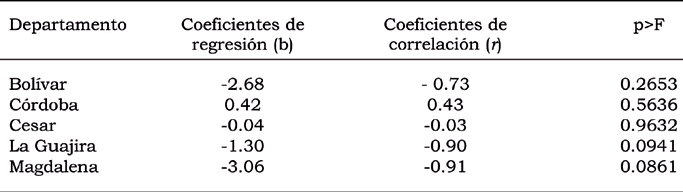 Departamento Coeficientes de Coeficientes de p>F
regresión (b) correlación (r)
Bolívar -2.68 - 0.73 0.2653
Córdoba 0.42 0.43 0.5636
Cesar -0.04 -0.03 0.9632
La Guajira -1.30 -0.90 0.0941
Magdalena -3.06 -0.91 0.0861